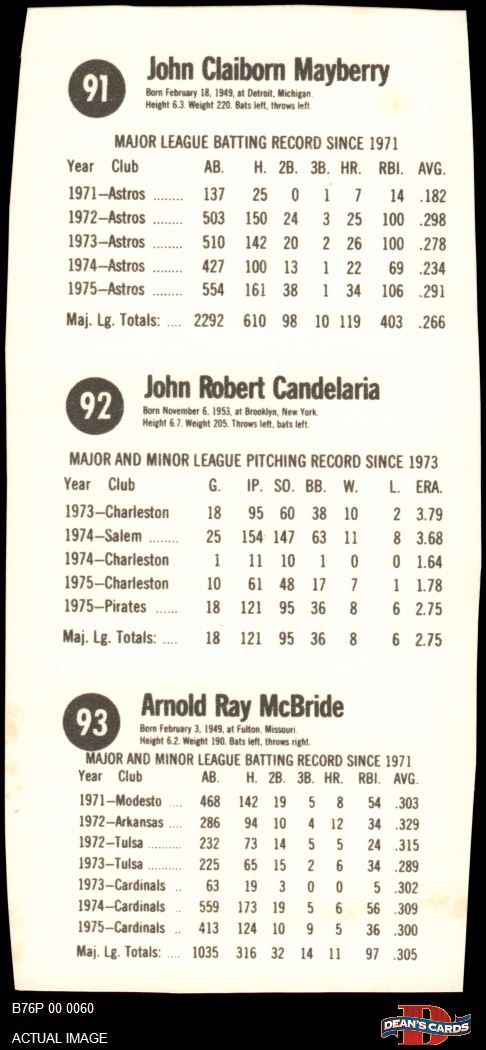 91
John Claiborn Mayberry
Born February 18, 1949, at Detroit, Michigan.
Height 6.3. Weight 220. Bats left, throws left.
MAJOR LEAGUE BATTING RECORD SINCE 1971
Year Club AB. H. 2B. 3B. HR. RBI. AVG.
1971—Astros ........ 137 25 0 1 7 14 .182
1972—Astros ........ 503 150 24 3 25 100 .298
1973—Astros ........ 510 142 20 2 26 100 .278
1974—Astros ........ 427 100 13 1 22 69 .234
1975—Astros ........ 554 161 38 1 34 106 .291
Maj. Lg. Totals: .... 2292 610 98 10 119 403 .266
92
John Robert Candelaria
Born November 6, 1953, at Brooklyn, New York.
Height 6.7. Weight 205. Throws left, bats left.
MAJOR AND MINOR LEAGUE PITCHING RECORD SINCE 1973
Year Club G. IP. SO. BB. W. L. ERA.
1973—Charleston 18 95 60 38 10 2 3.79
1974—Salem ........ 25 154 147 63 11 8 3.68
1974—Charleston 1 11 10 1 0 0 1.64
1975—Charleston 10 61 48 17 7 1 1.78
1975—Pirates ...... 18 121 95 36 8 6 2.75
Maj. Lg. Totals: .... 18 121 95 36 8 6 2.75
93
Arnold Ray McBride
Born February 3, 1949, at Fulton, Missouri.
Height 6.2. Weight 190. Bats left, throws right.
MAJOR AND MINOR LEAGUE BATTING RECORD SINCE 1971
Year Club AB. H. 2B. 3B. HR. RBI. AVG.
1971—Modesto .... 468 142 19 5 8 54 .303
1972—Arkansas .... 286 94 10 4 12 34 .329
1972—Tulsa .......... 232 73 14 5 5 24 .315
1973—Tulsa .......... 225 65 15 2 6 34 .289
1973—Cardinals .. 63 19 3 0 0 5 .302
1974—Cardinals .. 559 173 19 5 6 56 .309
1975—Cardinals .. 413 124 10 9 5 36 .300
Maj. Lg. Totals: .... 1035 316 32 14 11 97 .305
B76P 00 0060
ACTUAL IMAGE
D
DEAN'S CARDS